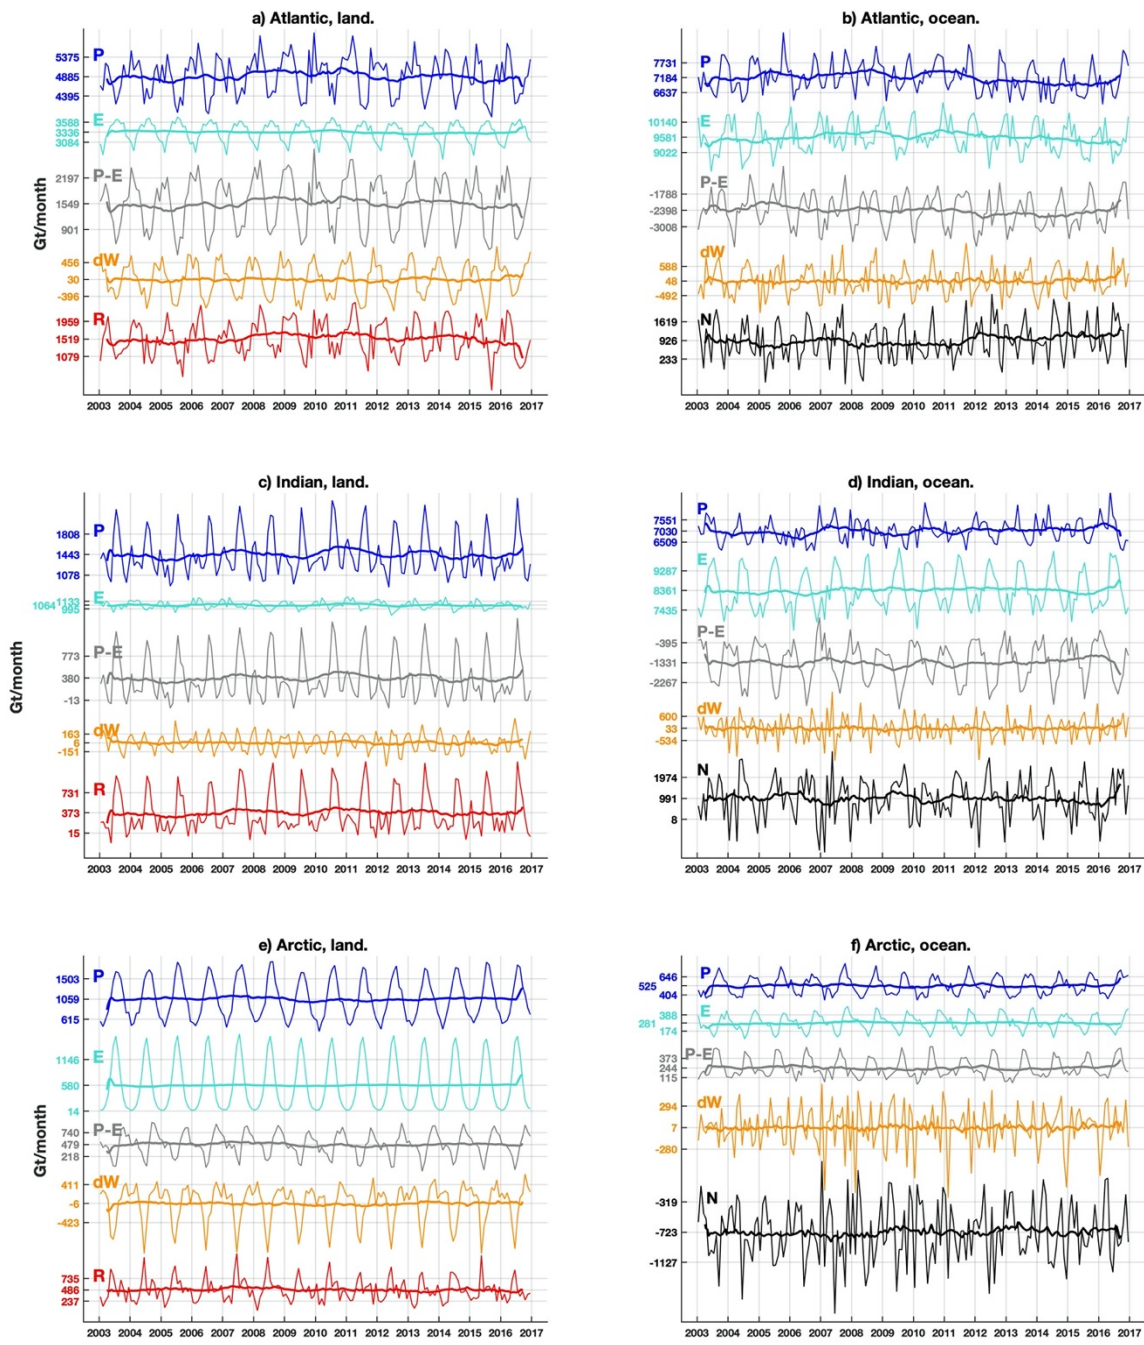 a) Atlantic, land.
P
5375
4885
4395
E
3588
3336
3084
P-E
2197
1549
901
dW
456
30
-396
R
1959
1519
1079
Gt/month
2003 2004 2005 2006 2007 2008 2009 2010 2011 2012 2013 2014 2015 2016 2017
b) Atlantic, ocean.
P
7731
7184
6637
E
10140
9581
9022
P-E
-1788
-2398
-3008
dW
588
48
-492
N
1619
926
233
2003 2004 2005 2006 2007 2008 2009 2010 2011 2012 2013 2014 2015 2016 2017
c) Indian, land.
P
1808
1443
1078
E
1133
1064
995
P-E
773
380
-13
dW
163
6
-151
R
731
373
15
Gt/month
2003 2004 2005 2006 2007 2008 2009 2010 2011 2012 2013 2014 2015 2016 2017
d) Indian, ocean.
P
7551
7030
6509
E
9287
8361
7435
P-E
-395
-1331
-2267
dW
600
33
-534
N
1974
991
8
2003 2004 2005 2006 2007 2008 2009 2010 2011 2012 2013 2014 2015 2016 2017
e) Arctic, land.
P
1503
1059
615
E
1146
580
14
P-E
740
479
218
dW
411
-6
-423
R
735
486
237
Gt/month
2003 2004 2005 2006 2007 2008 2009 2010 2011 2012 2013 2014 2015 2016 2017
f) Arctic, ocean.
P
646
525
404
E
388
281
174
P-E
373
244
115
dW
294
7
-280
N
-319
-723
-1127
2003 2004 2005 2006 2007 2008 2009 2010 2011 2012 2013 2014 2015 2016 2017